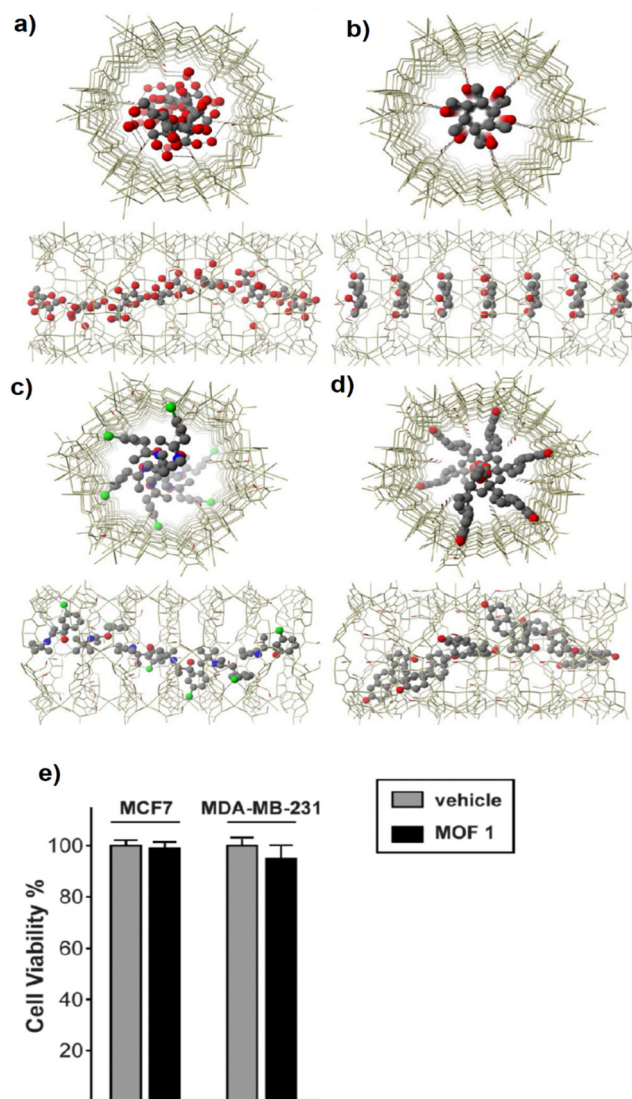 a)
b)
c)
d)
e)
MCF7 MDA-MB-231
vehicle
MOF 1
Cell Viability %
100
80
60
40
20